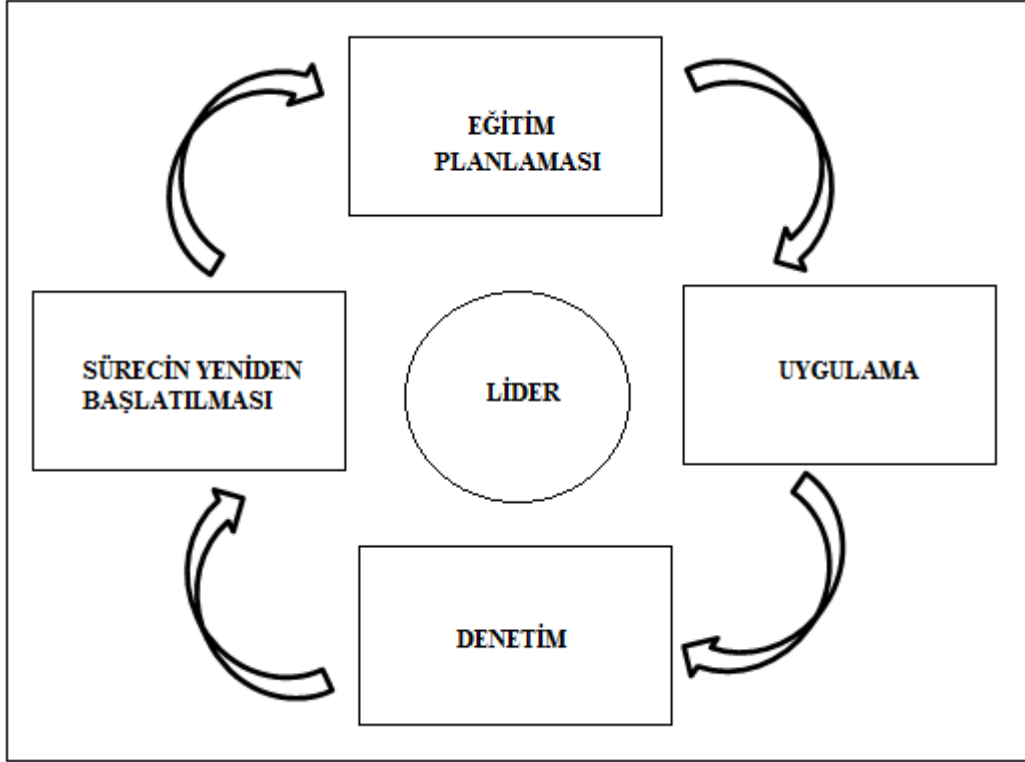 EĞİTİM
PLANLAMASI
SÜRECİN YENİDEN
BAŞLATILMASI
LİDER
UYGULAMA
DENETİM